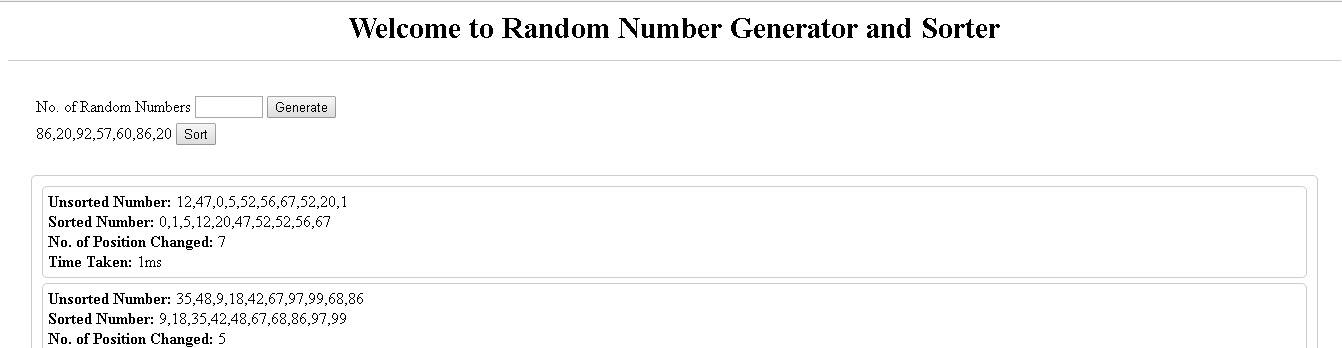 Welcome to Random Number Generator and Sorter
No. of Random Numbers Generate
86,20,92,57,60,86,20 Sort
Unsorted Number: 12,47,0,5,52,56,67,52,20,1
Sorted Number: 0,1,5,12,20,47,52,52,56,67
No. of Position Changed: 7
Time Taken: 1ms
Unsorted Number: 35,48,9,18,42,67,97,99,68,86
Sorted Number: 9,18,35,42,48,67,68,86,97,99
No. of Position Changed: 5